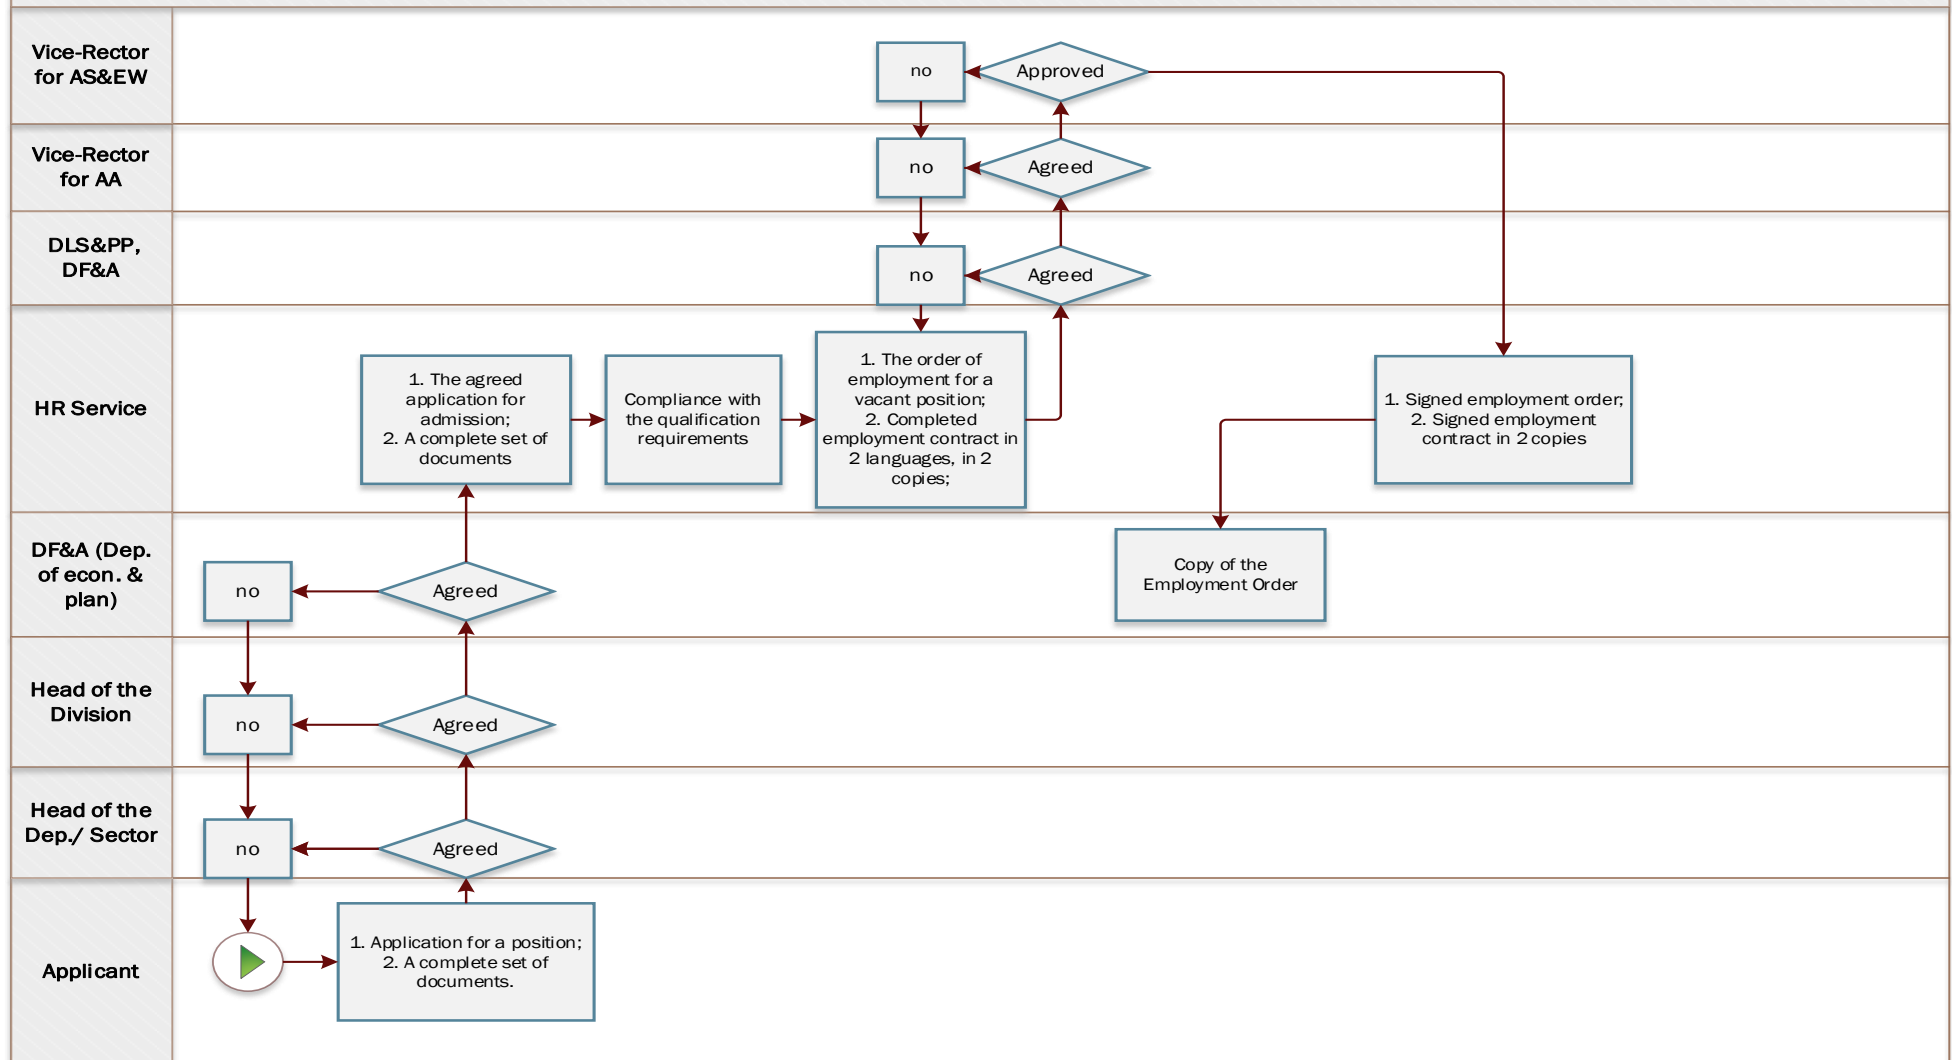 Vice-Rector
for AS&EW
no
Approved
Vice-Rector
for AA
no
Agreed
DLS&PP,
DF&A
no
Agreed
HR Service
1. The agreed
application for
admission;
2. A complete set of
documents
Compliance with
the qualification
requirements
1. The order of
employment for a
vacant position;
2. Completed
employment contract in
2 languages, in 2
copies;
1. Signed employment order;
2. Signed employment
contract in 2 copies
DF&A (Dep.
of econ. &
plan)
no
Agreed
Copy of the
Employment Order
Head of the
Division
no
Agreed
Head of the
Dep./ Sector
no
Agreed
Applicant
1. Application for a position;
2. A complete set of
documents.